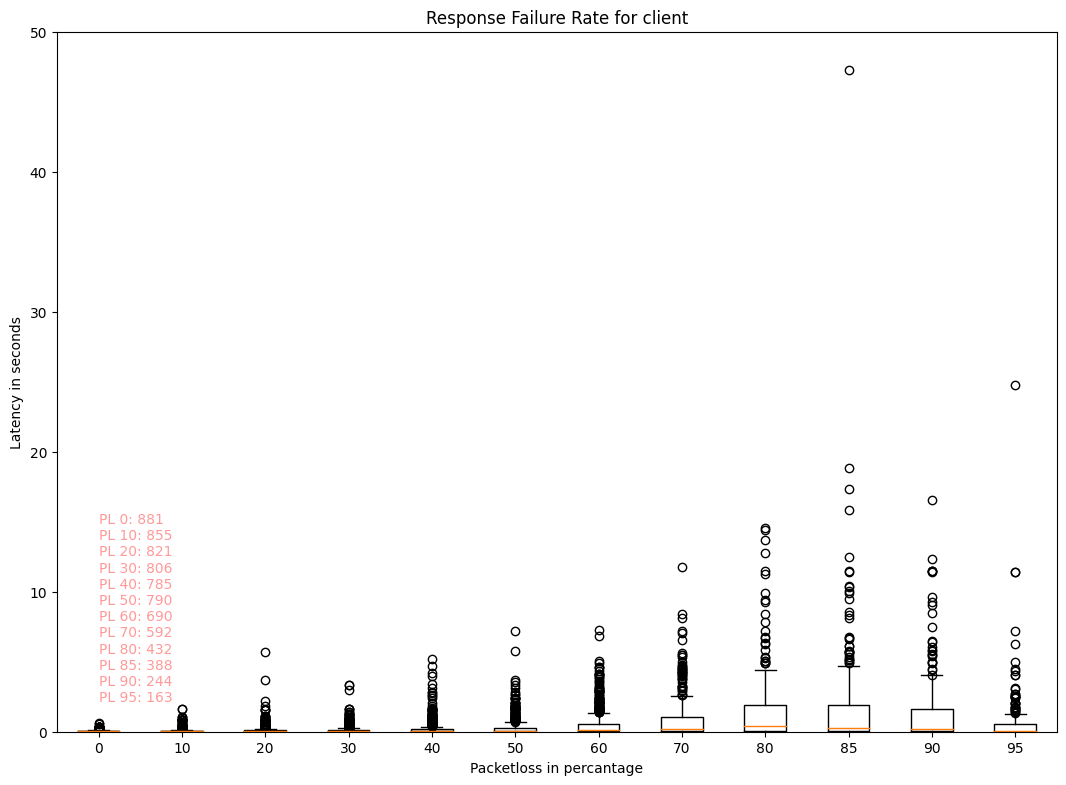 Response Failure Rate for client
50
40
30
20
10
0
Latency in seconds
PL 0: 881
PL 10: 855
PL 20: 821
PL 30: 806
PL 40: 785
PL 50: 790
PL 60: 690
PL 70: 592
PL 80: 432
PL 85: 388
PL 90: 244
PL 95: 163
0 10 20 30 40 50 60 70 80 85 90 95
Packetloss in percantage